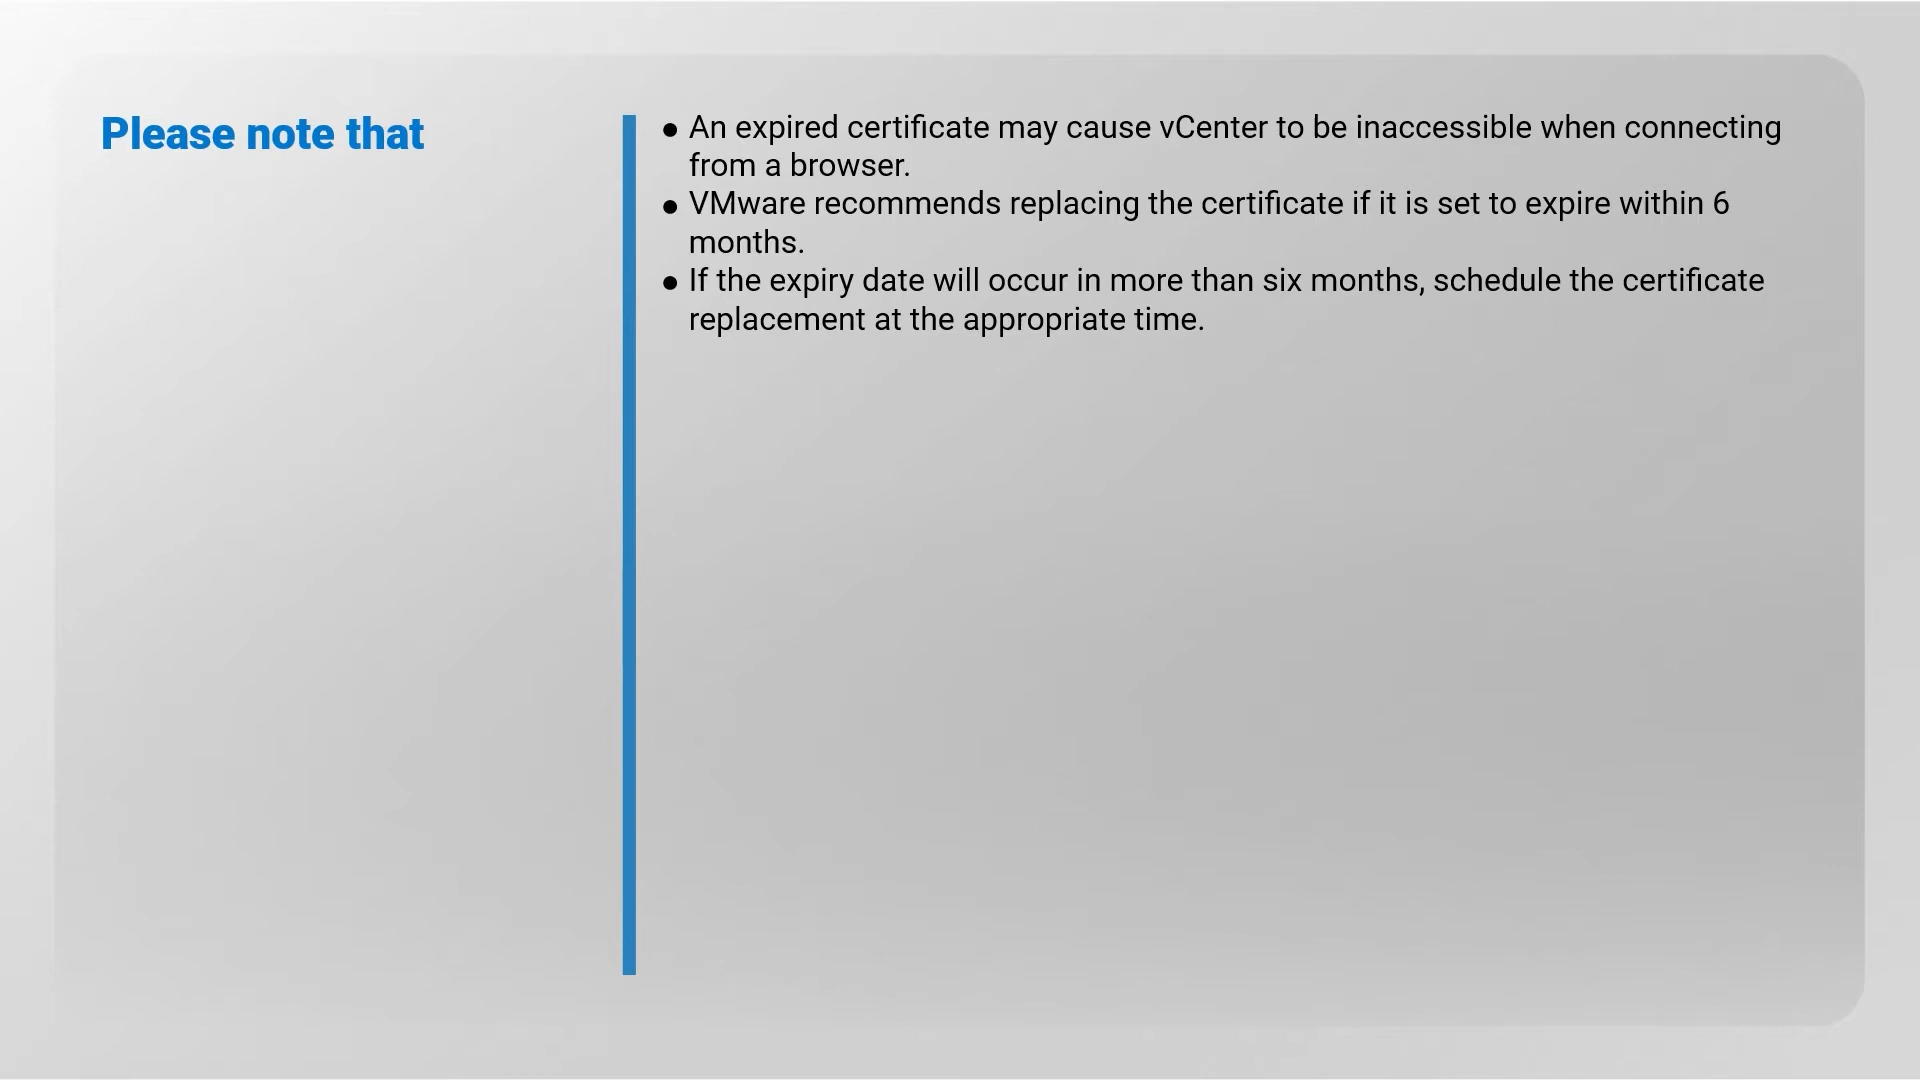 Please note that
● An expired certificate may cause vCenter to be inaccessible when connecting
from a browser.
● VMware recommends replacing the certificate if it is set to expire within 6
months.
● If the expiry date will occur in more than six months, schedule the certificate
replacement at the appropriate time.